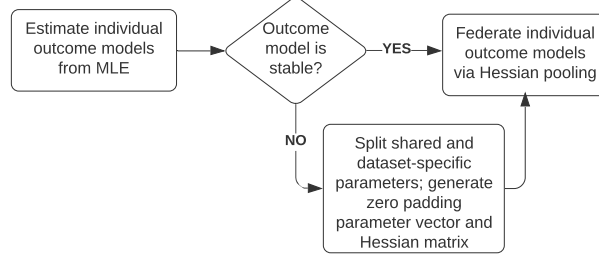 Estimate individual
outcome models
from MLE
Outcome
model is
stable?
YES
Federate individual
outcome models
via Hessian pooling
NO
Split shared and
dataset-specific
parameters; generate
zero padding
parameter vector and
Hessian matrix